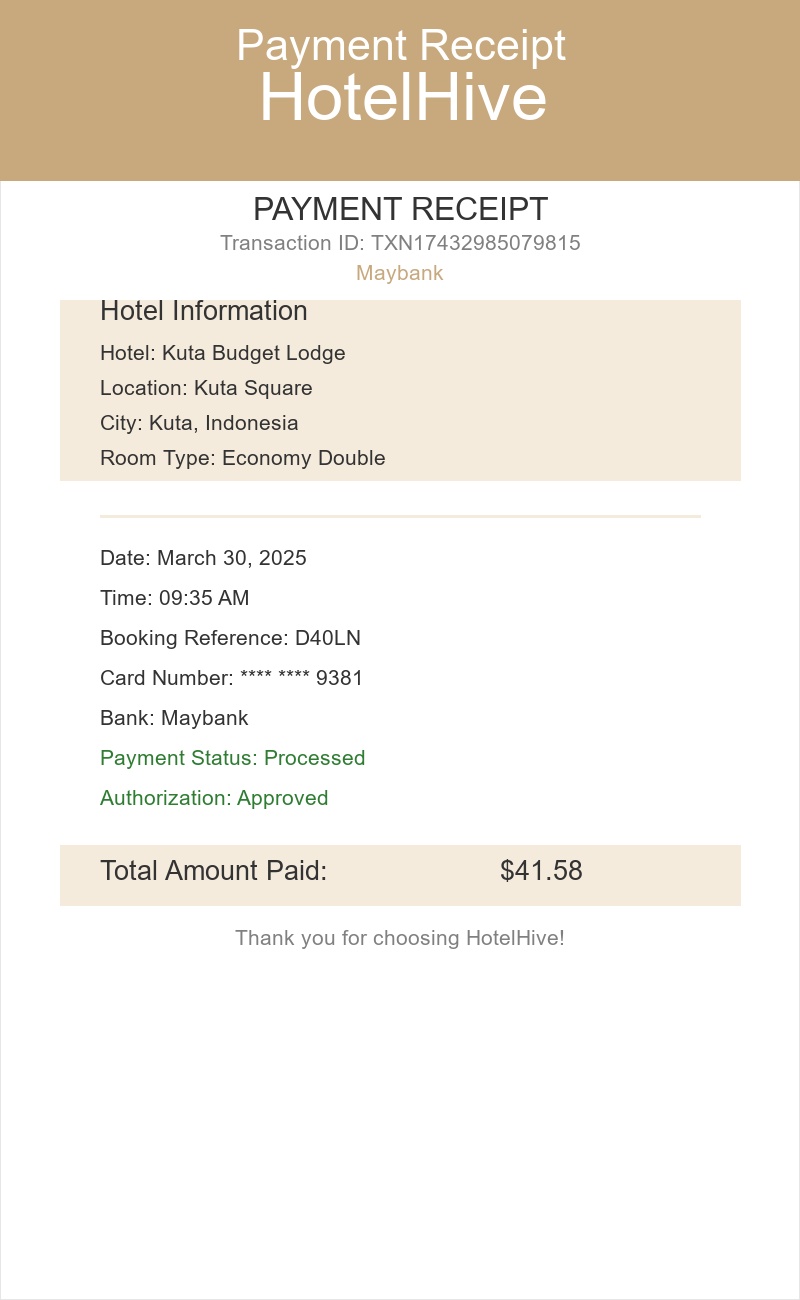 Payment Receipt
HotelHive
PAYMENT RECEIPT
Transaction ID: TXN17432985079815
Maybank
Hotel Information
Hotel: Kuta Budget Lodge
Location: Kuta Square
City: Kuta, Indonesia
Room Type: Economy Double
Date: March 30, 2025
Time: 09:35 AM
Booking Reference: D40LN
Card Number: **** **** 9381
Bank: Maybank
Payment Status: Processed
Authorization: Approved
Total Amount Paid: $41.58
Thank you for choosing HotelHive!